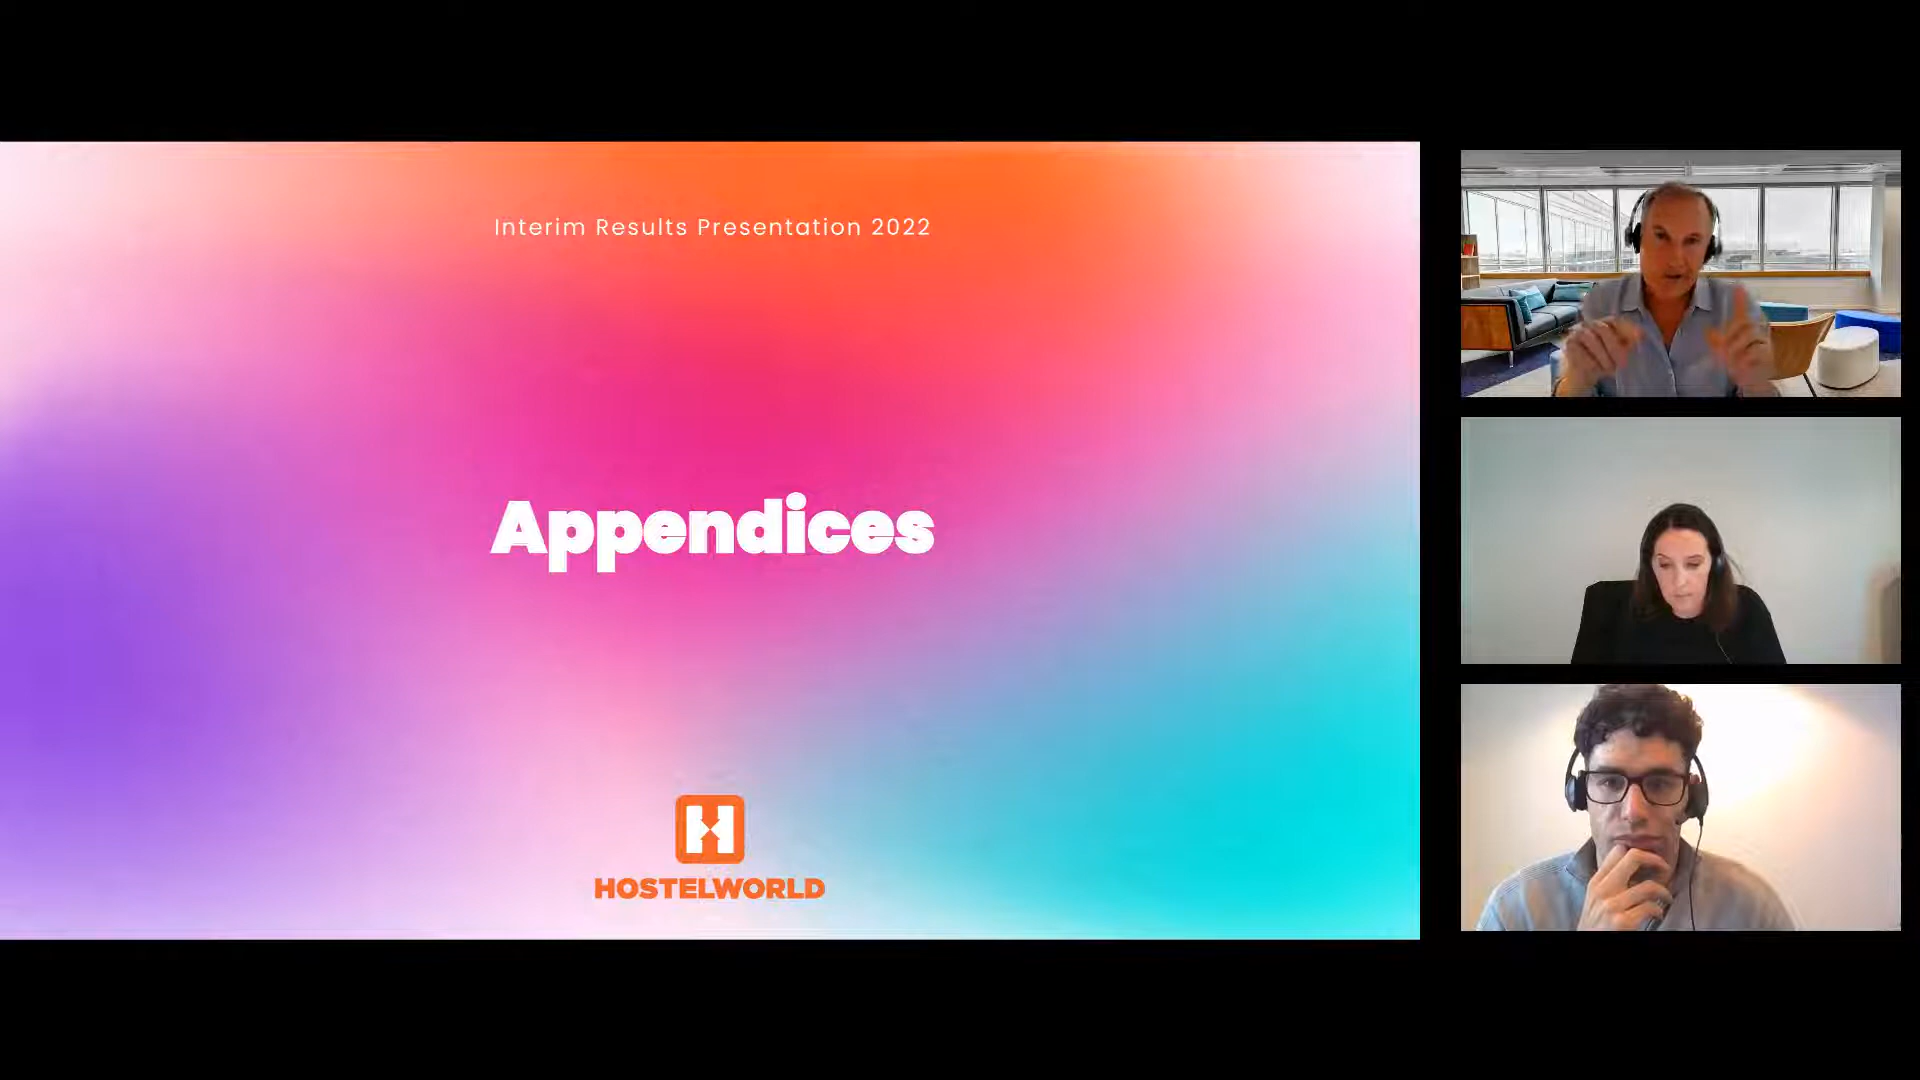 Interim Results Presentation 2022
Appendices
H
HOSTELWORLD